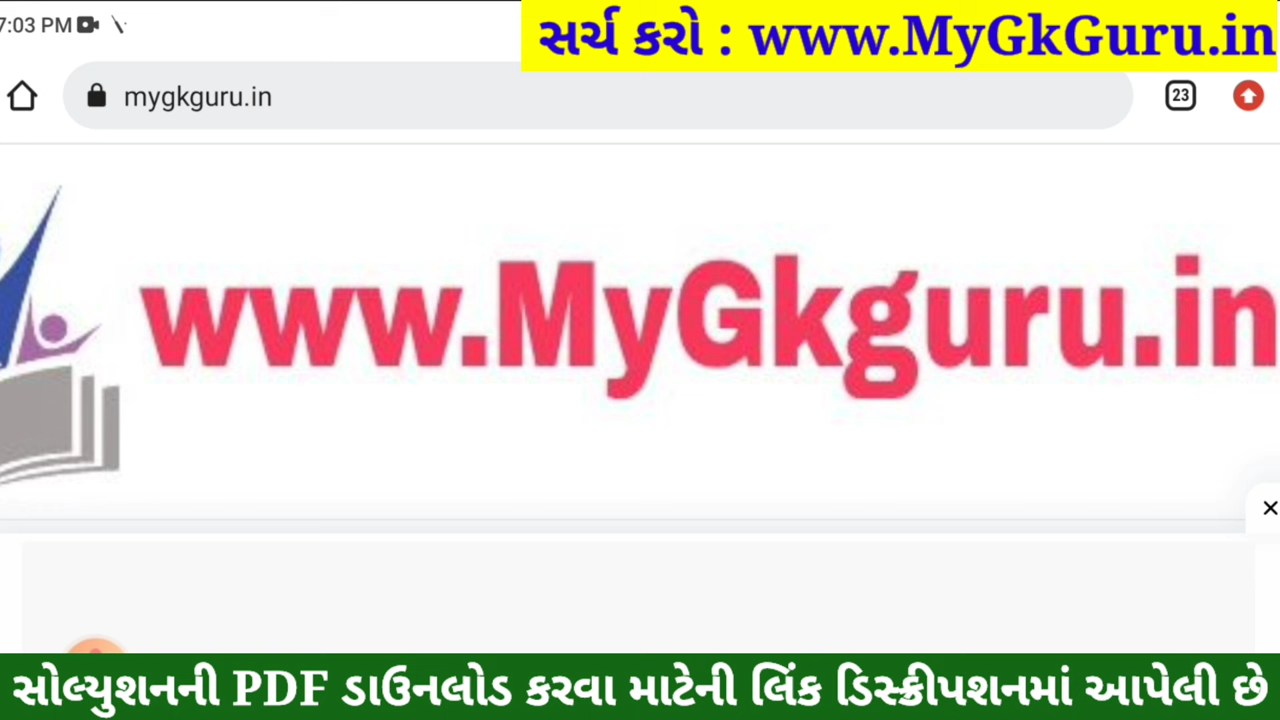 7:03 PM
સર્ચ કરો : www.MyGkGuru.in
mygkguru.in
23
www.MyGkguru.in
સોલ્યુશનની PDF ડાઉનલોડ કરવા માટેની લિંક ડિસ્ક્રીપશનમાં આપેલી છે